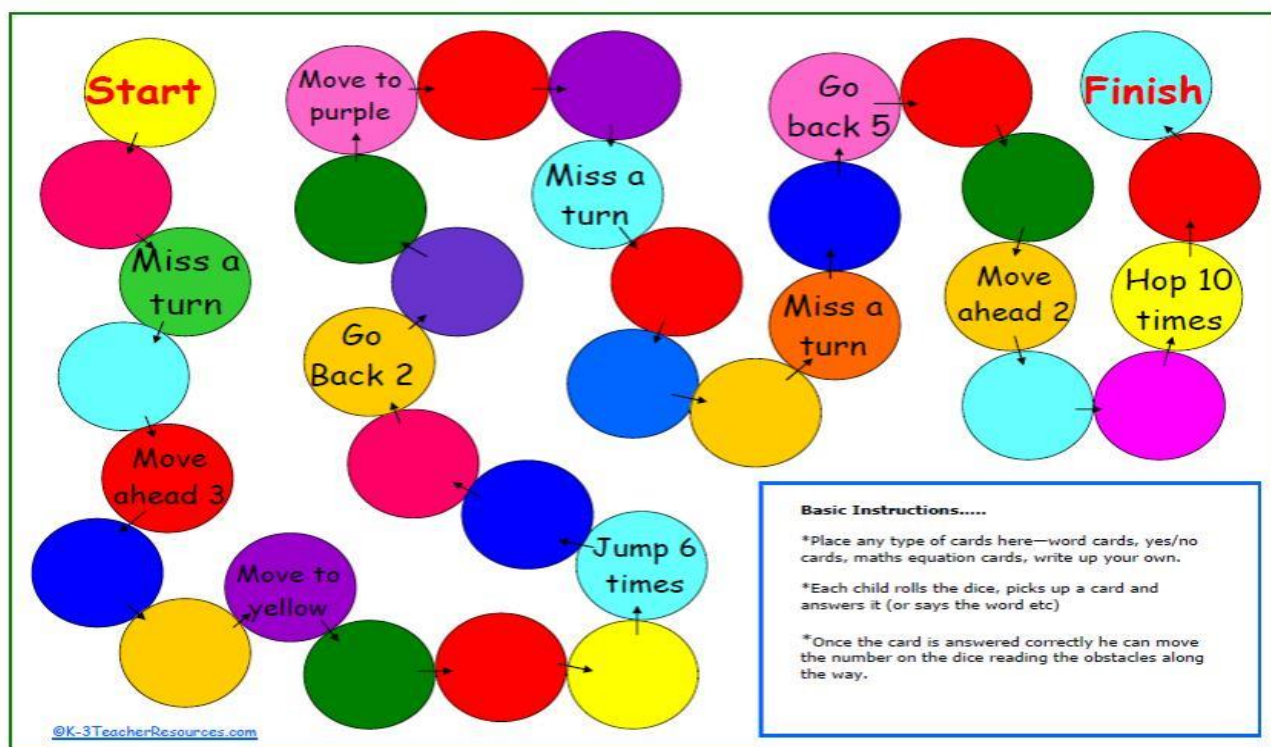 Start
Miss a
turn
Move
ahead 3
Move to
yellow
Jump 6
times
Go
Back 2
Move to
purple
Miss a
turn
Miss a
turn
Go
back 5
Move
ahead 2
Hop 10
times
Finish
Basic Instructions.....
*Place any type of cards here—word cards, yes/no
cards, maths equation cards, write up your own.
*Each child rolls the dice, picks up a card and
answers it (or says the word etc)
*Once the card is answered correctly he can move
the number on the dice reading the obstacles along
the way.
©K-3TeacherResources.com